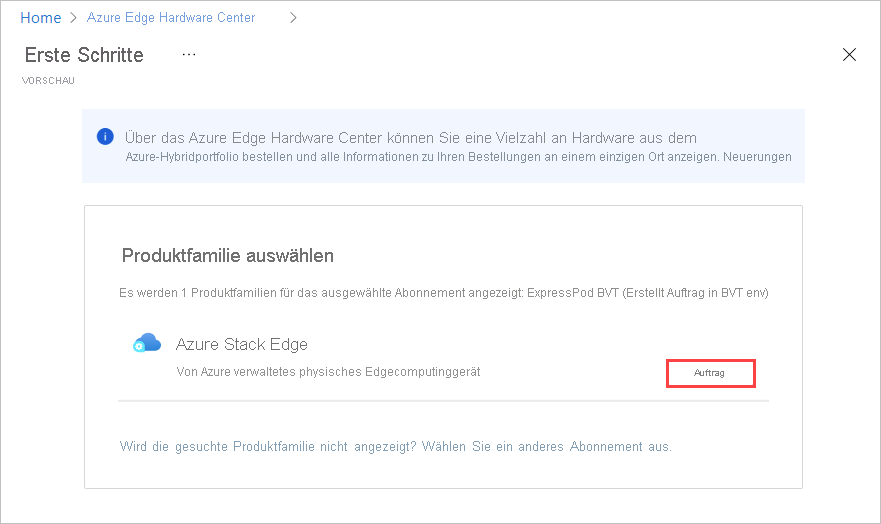 Home > Azure Edge Hardware Center >
Erste Schritte ...
VORSCHAU
Über das Azure Edge Hardware Center können Sie eine Vielzahl an Hardware aus dem
Azure-Hybridportfolio bestellen und alle Informationen zu Ihren Bestellungen an einem einzigen Ort anzeigen. Neuerungen
Produktfamilie auswählen
Es werden 1 Produktfamilien für das ausgewählte Abonnement angezeigt: ExpressPod BVT (Erstellt Auftrag in BVT env)
Azure Stack Edge
Von Azure verwaltetes physisches Edgecomputinggerät
Auftrag
Wird die gesuchte Produktfamilie nicht angezeigt? Wählen Sie ein anderes Abonnement aus.